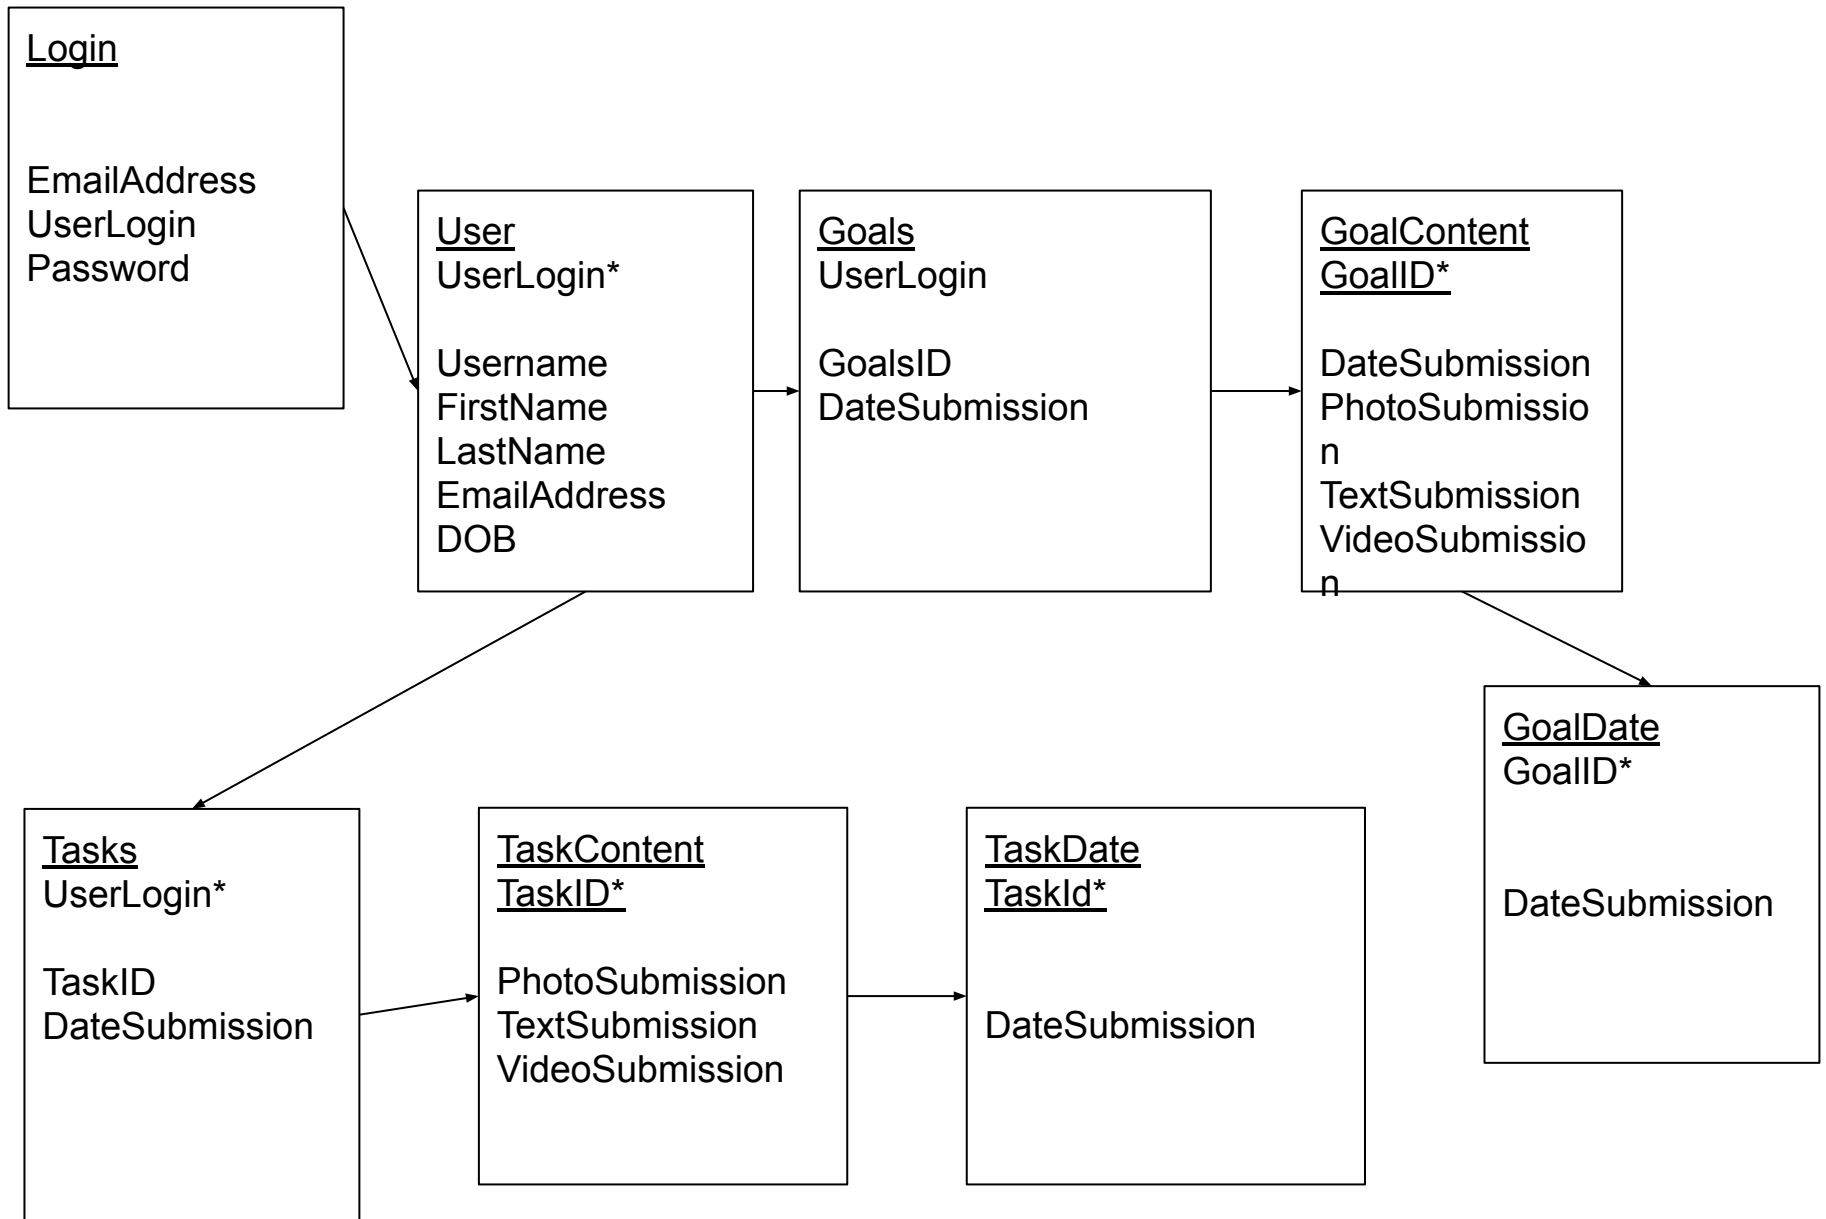 Login
EmailAddress
UserLogin
Password
User
UserLogin*
Username
FirstName
LastName
EmailAddress
DOB
Goals
UserLogin
GoalsID
DateSubmission
GoalContent
GoalID*
DateSubmission
PhotoSubmissio
n
TextSubmission
VideoSubmissio
n
GoalDate
GoalID*
DateSubmission
Tasks
UserLogin*
TaskID
DateSubmission
TaskContent
TaskID*
PhotoSubmission
TextSubmission
VideoSubmission
TaskDate
TaskId*
DateSubmission